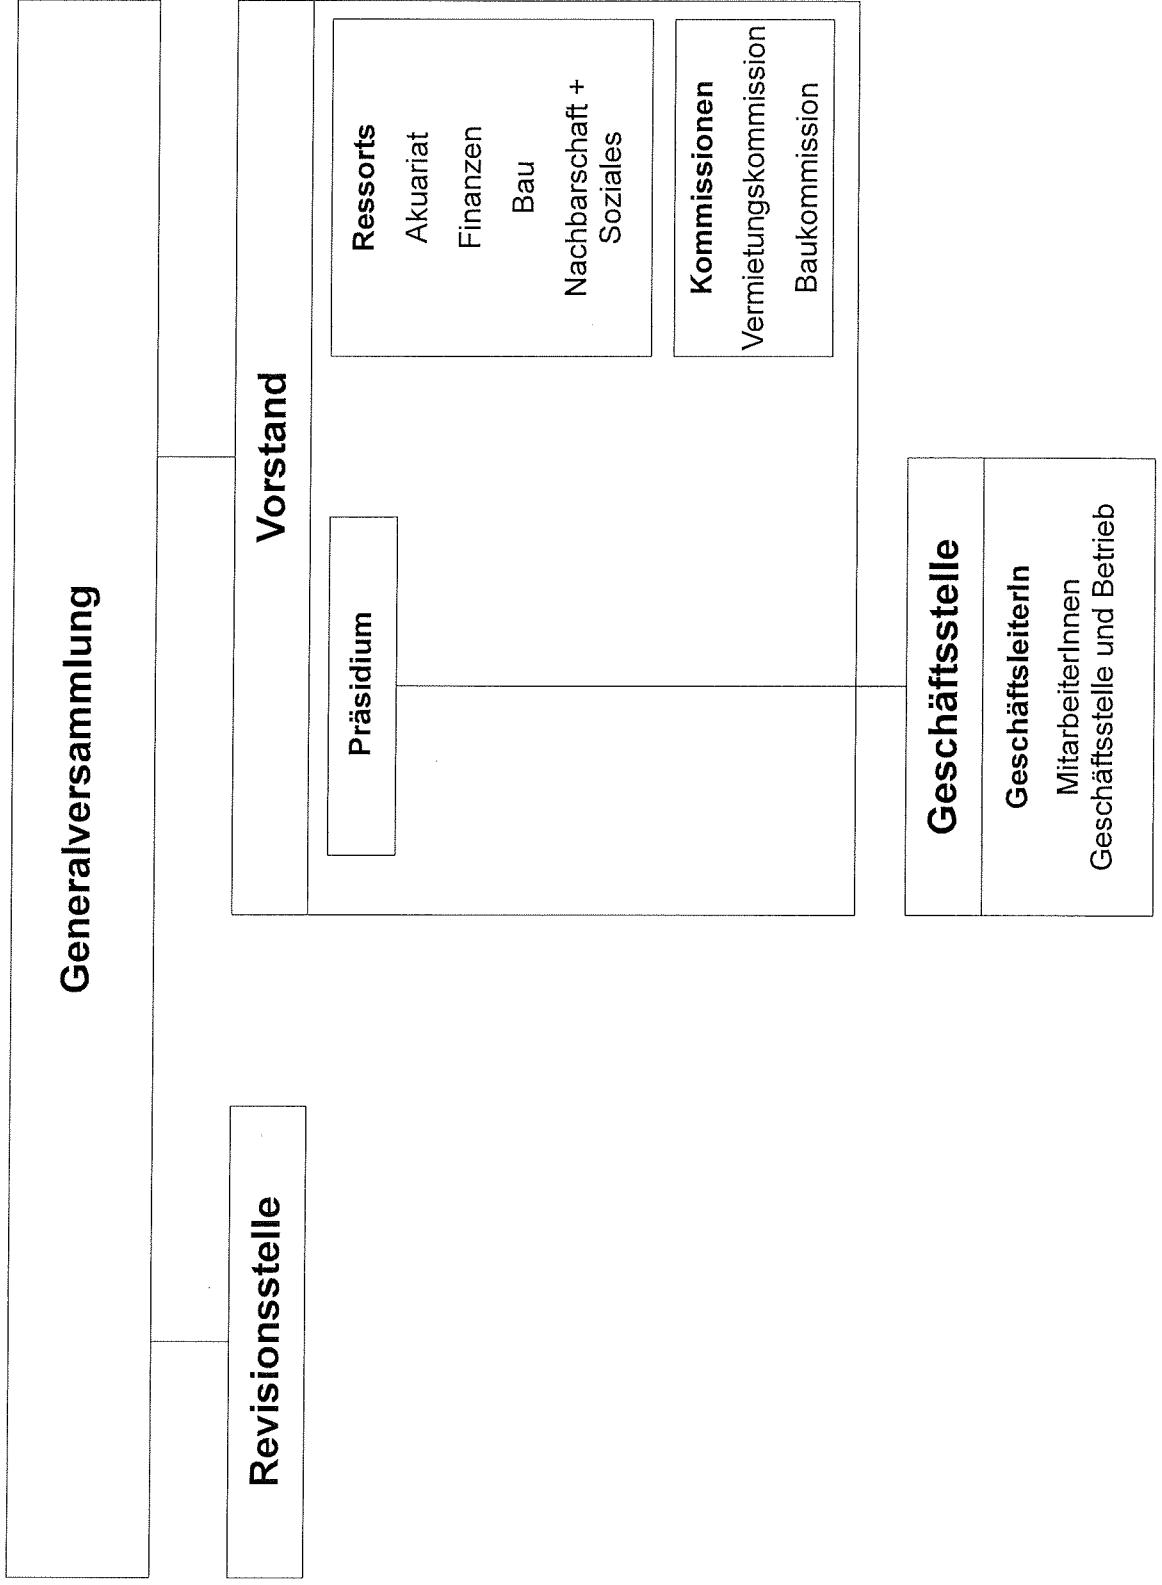 Generalversammlung
Revisionsstelle
Vorstand
Präsidium
Ressorts
Akuariat
Finanzen
Bau
Nachbarschaft +
Soziales
Kommissionen
Vermietungskommission
Baukommission
Geschäftsstelle
GeschäftsleiterIn
MitarbeiterInnen
Geschäftsstelle und Betrieb